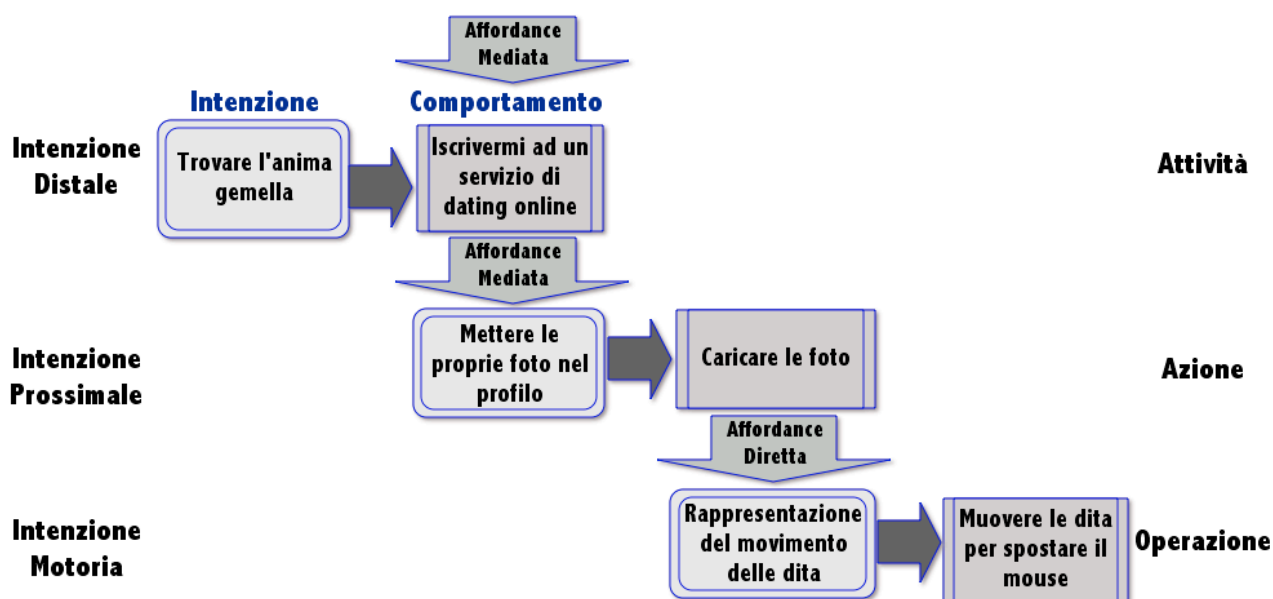 Affordance
Mediata
Intenzione
Comportamento
Intenzione
Distale
Trovare l'anima
gemella
Iscrivermi ad un
servizio di
dating online
Attività
Affordance
Mediata
Intenzione
Prossimale
Mettere le
proprie foto nel
profilo
Caricare le foto
Azione
Affordance
Diretta
Intenzione
Motoria
Rappresentazione
del movimento
delle dita
Muovere le dita
per spostare il
mouse
Operazione